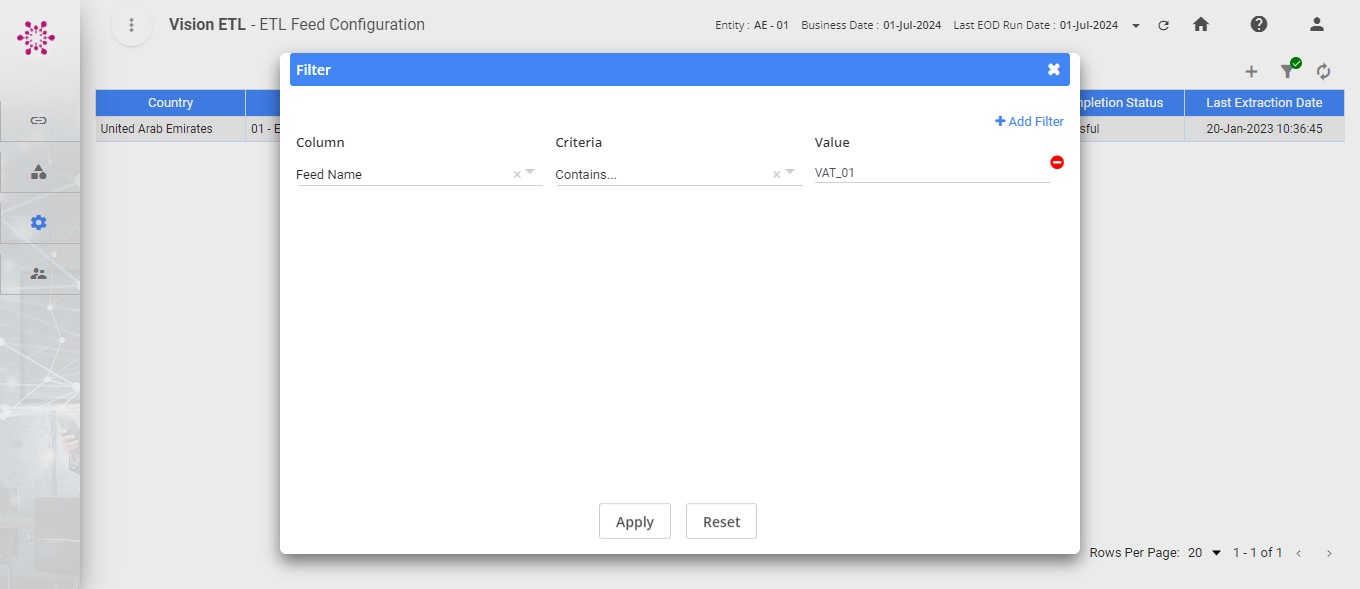 Vision ETL - ETL Feed Configuration
Entity : AE - 01 Business Date : 01-Jul-2024 Last EOD Run Date : 01-Jul-2024
Filter
Country
pletion Status
Last Extraction Date
United Arab Emirates
01 - E
sful
20-Jan-2023 10:36:45
Add Filter
Column
Criteria
Value
Feed Name
Contains...
VAT_01
Apply
Reset
Rows Per Page: 20 1 - 1 of 1